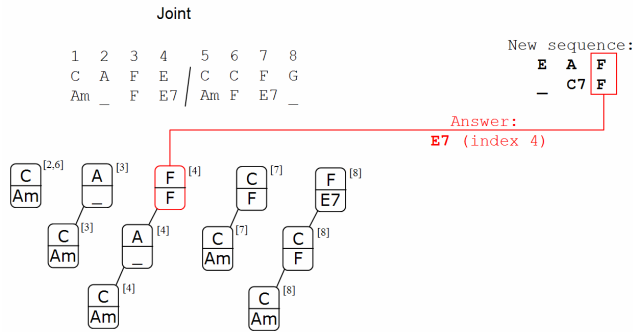 Joint
1 2 3 4 5 6 7 8
C A F E / C C F G
Am _ F E7 Am F E7 _
New sequence:
E A F
_ C7 F
Answer:
E7 (index 4)
C [2,6] A [3] F [4] C [7] F [8]
Am _ F F E7
C [3] A [4] C [7] C [8]
Am _ Am F
C [4] C [8]
Am Am